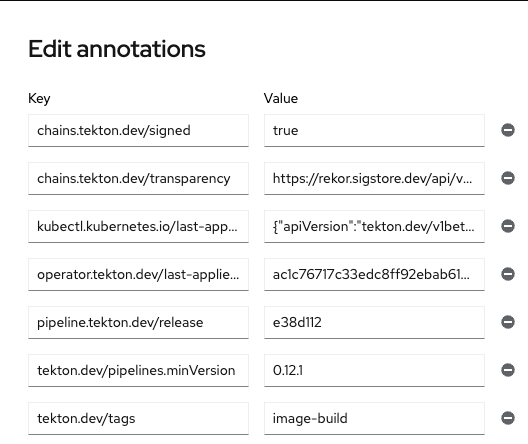 Edit annotations
Key Value
chains.tekton.dev/signed true
chains.tekton.dev/transparency https://rekor.sigstore.dev/api/v...
kubectl.kubernetes.io/last-app... {"apiVersion":"tekton.dev/v1bet...
operator.tekton.dev/last-applie... ac1c76717c33edc8ff92ebab61...
pipeline.tekton.dev/release e38d112
tekton.dev/pipelines.minVersion 0.12.1
tekton.dev/tags image-build